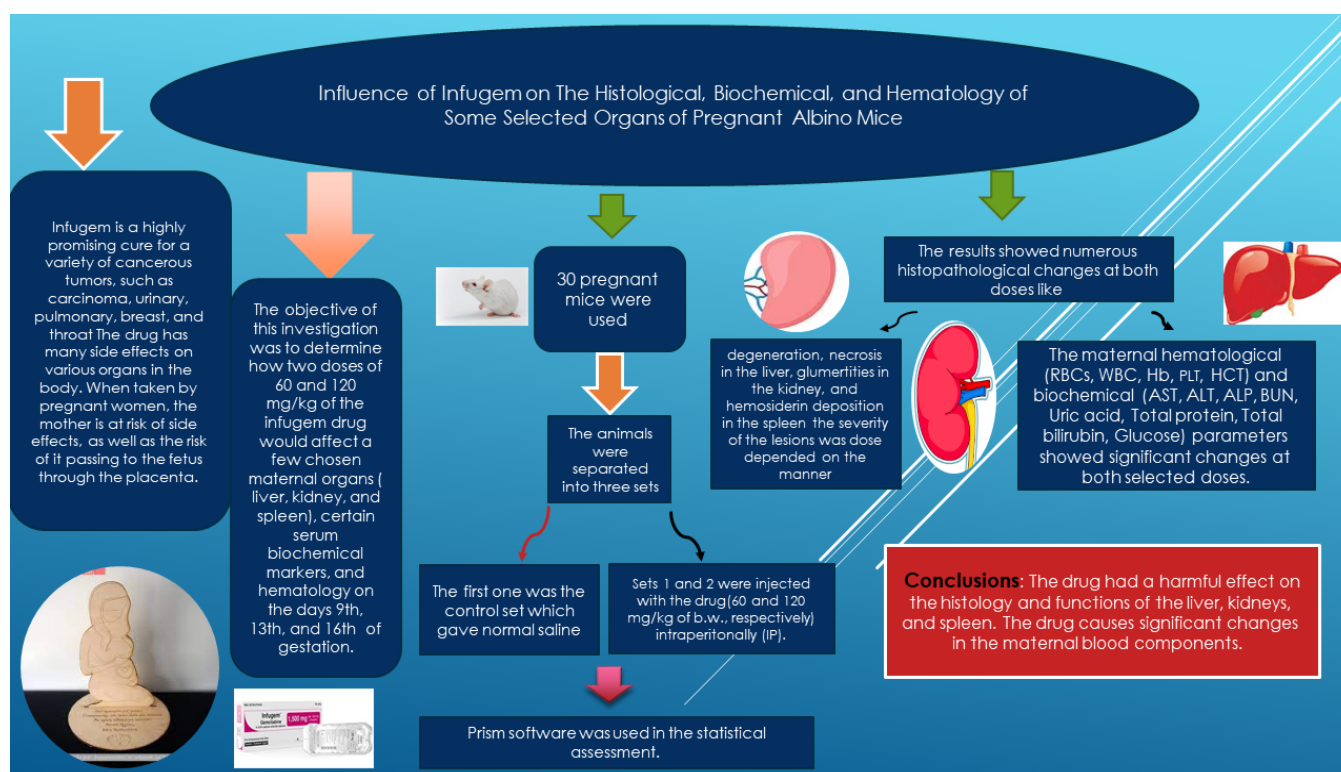 Influence of Infugem on The Histological, Biochemical, and Hematology of
Some Selected Organs of Pregnant Albino Mice
Infugem is a highly
promising cure for a
variety of cancerous
tumors, such as
carcinoma, urinary,
pulmonary, breast, and
throat The drug has
many side effects on
various organs in the
body. When taken by
pregnant women, the
mother is at risk of side
effects, as well as the risk
of it passing to the fetus
through the placenta.
The objective of
this investigation
was to determine
how two doses of
60 and 120
mg/kg of the
infugem drug
would affect a
few chosen
maternal organs (
liver, kidney, and
spleen), certain
serum
biochemical
markers, and
hematology on
the days 9th,
13th, and 16th of
gestation.
Infugem
1,500 mg
30 pregnant
mice were
used
The animals
were
separated
into three sets
The first one was the
control set which
gave normal saline
Sets 1 and 2 were injected
with the drug(60 and 120
mg/kg of b.w., respectively)
intraperitonally (IP).
Prism software was used in the statistical
assessment.
The results showed numerous
histopathological changes at both
doses like
degeneration, necrosis
in the liver, glumertities in
the kidney, and
hemosiderin deposition
in the spleen the severity
of the lesions was dose
depended on the
manner
The maternal hematological
(RBCs, WBC, Hb, PLT, HCT) and
biochemical (AST, ALT, ALP, BUN,
Uric acid, Total protein, Total
bilirubin, Glucose) parameters
showed significant changes at
both selected doses.
Conclusions: The drug had a harmful effect on
the histology and functions of the liver, kidneys,
and spleen. The drug causes significant changes
in the maternal blood components.